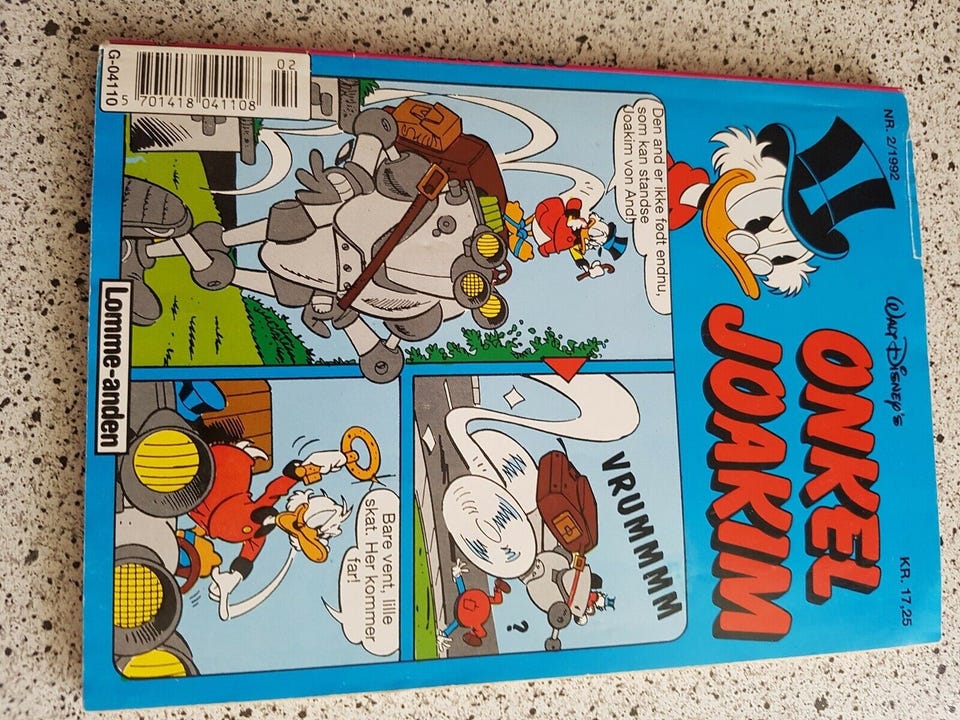 NR. 2/1992
WALT DISNEY'S
KR. 17,25
ONKEL
JOAKIM
Den and er ikke født endnu,
som kan standse
Joakim von And!
VRUMMMM
?
Bare vent, lille
skat. Her kommer
far!
Lomme-anden
02
5 701418 041108
G-04110